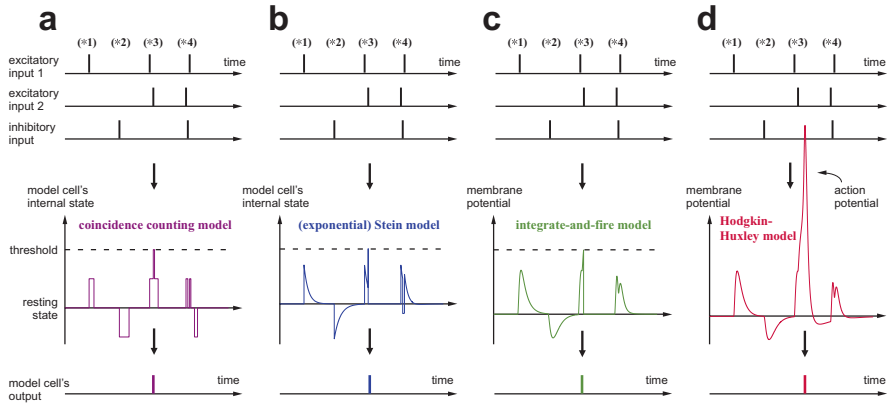 a b c d
(*1) (*2) (*3) (*4) time (*1) (*2) (*3) (*4) time (*1) (*2) (*3) (*4) time (*1) (*2) (*3) (*4) time
excitatory
input 1
excitatory
input 2
inhibitory
input
model cell's
internal state
coincidence counting model
threshold
resting
state
model cell's
output
time
model cell's
internal state
(exponential) Stein model
time
membrane
potential
integrate-and-fire model
time
membrane
potential
action
potential
Hodgkin-
Huxley model
time